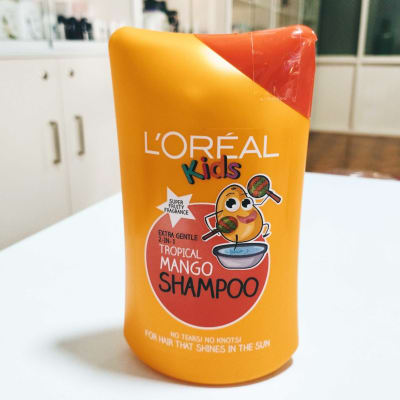 L'ORÉAL
Kids
SUPER
FRUITY
FRAGRANCE
EXTRA GENTLE
2-IN-1
TROPICAL
MANGO
SHAMPOO
NO TEARS! NO KNOTS!
FOR HAIR THAT SHINES IN THE SUN